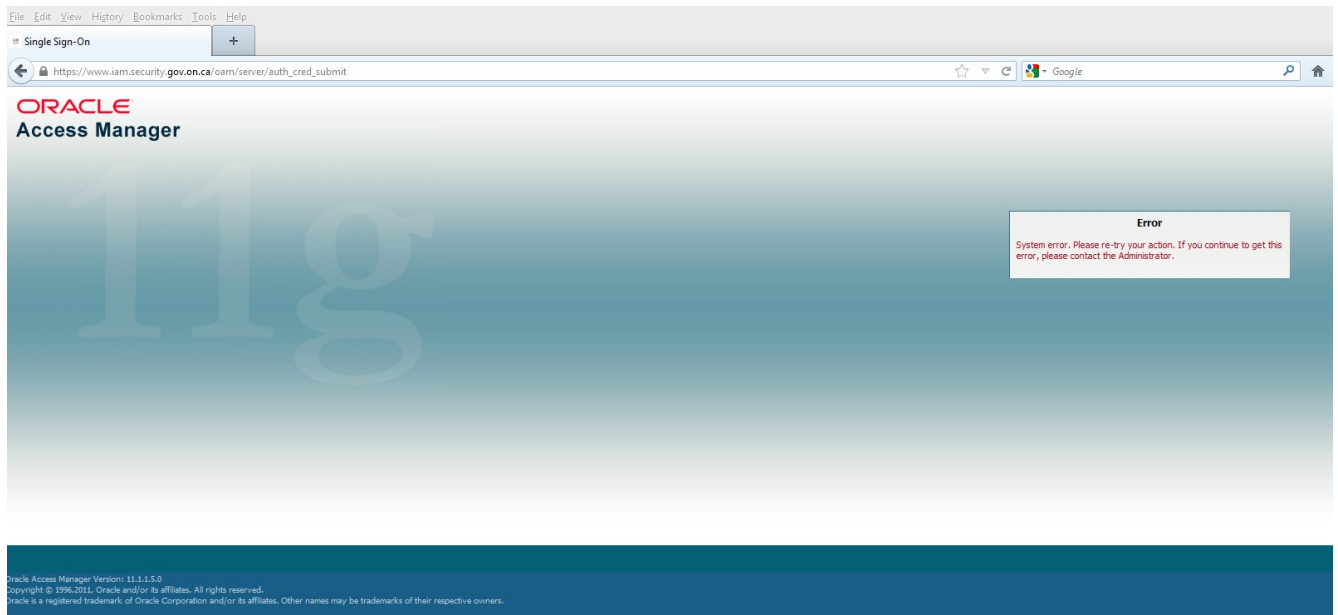 File Edit View History Bookmarks Tools Help
Single Sign-On +
https://www.iam.security.gov.on.ca/oam/server/auth_cred_submit Google
ORACLE
Access Manager
11g
Error
System error. Please re-try your action. If you continue to get this
error, please contact the Administrator.
Oracle Access Manager Version: 11.1.1.5.0
Copyright © 1996,2011, Oracle and/or its affiliates. All rights reserved.
Oracle is a registered trademark of Oracle Corporation and/or its affiliates. Other names may be trademarks of their respective owners.